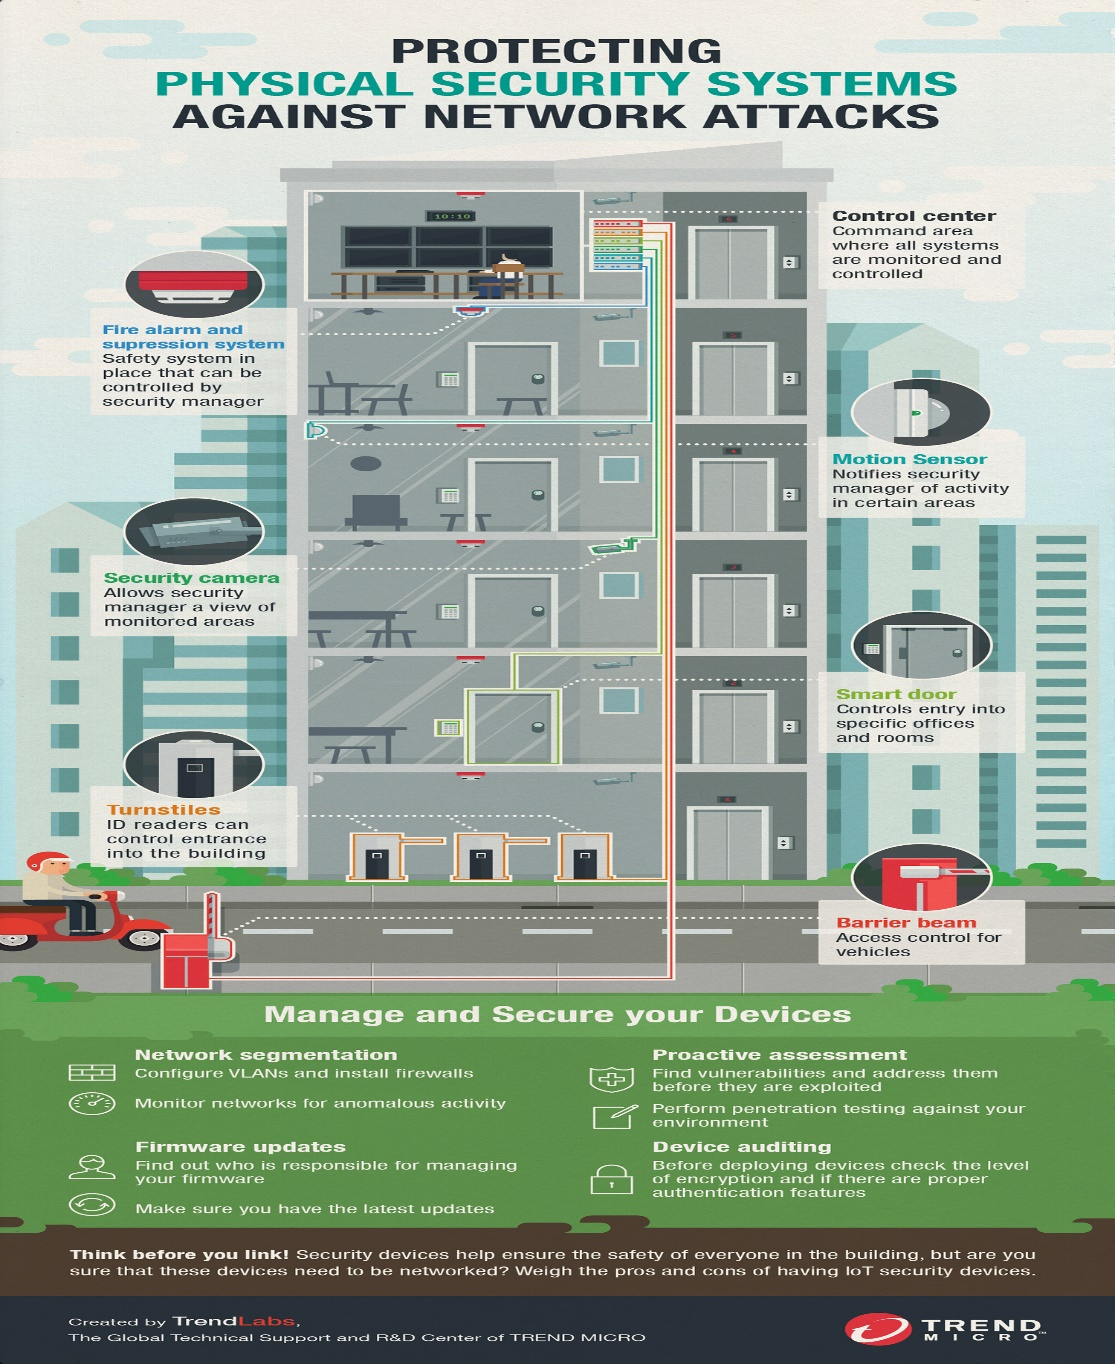 PROTECTING
PHYSICAL SECURITY SYSTEMS
AGAINST NETWORK ATTACKS
10:10
Control center
Command area
where all systems
are monitored and
controlled
Fire alarm and
supression system
Safety system in
place that can be
controlled by
security manager
Motion Sensor
Notifies security
manager of activity
in certain areas
Security camera
Allows security
manager a view of
monitored areas
Smart door
Controls entry into
specific offices
and rooms
Turnstiles
ID readers can
control entrance
into the building
Barrier beam
Access control for
vehicles
Manage and Secure your Devices
Network segmentation
Configure VLANs and install firewalls
Monitor networks for anomalous activity
Firmware updates
Find out who is responsible for managing
your firmware
Make sure you have the latest updates
Proactive assessment
Find vulnerabilities and address them
before they are exploited
Perform penetration testing against your
environment
Device auditing
Before deploying devices check the level
of encryption and if there are proper
authentication features
Think before you link! Security devices help ensure the safety of everyone in the building, but are you
sure that these devices need to be networked? Weigh the pros and cons of having IoT security devices.
Created by TrendLabs,
The Global Technical Support and R&D Center of TREND MICRO
TREND
MICRO™